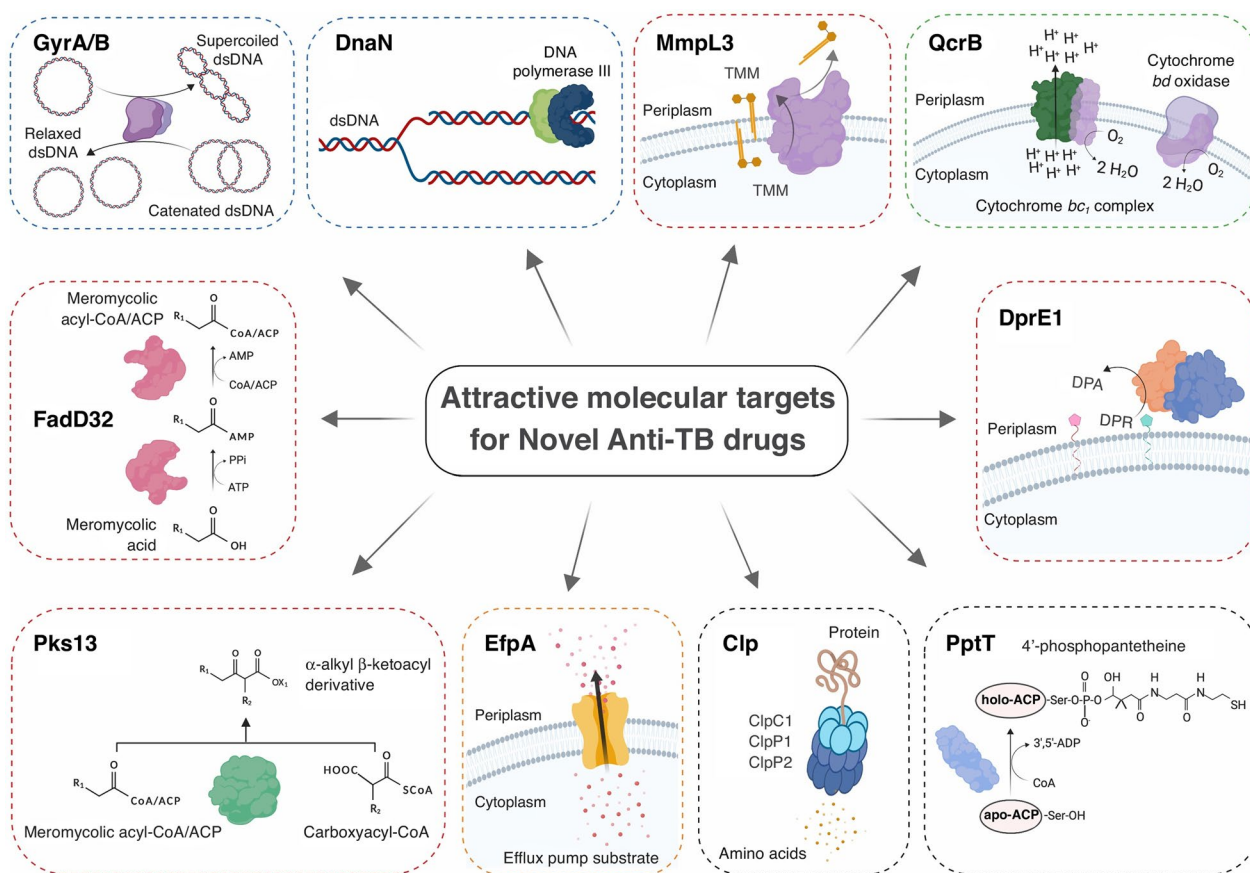 GyrA/B
Supercoiled
dsDNA
Relaxed
dsDNA
Catenated dsDNA
DnaN
DNA
polymerase III
dsDNA
MmpL3
TMM
Periplasm
Cytoplasm
TMM
QcrB
H⁺ H⁺
H⁺ H⁺ H⁺
H⁺ H⁺
Cytochrome
bd oxidase
Periplasm
O₂
H⁺ H⁺ H⁺
H⁺ H⁺ H⁺
2 H₂O
Cytoplasm
O₂
2 H₂O
Cytochrome bc₁ complex
Meromycolic
acyl-CoA/ACP
O
R₁
CoA/ACP
AMP
CoA/ACP
FadD32
O
R₁
AMP
PPi
ATP
Meromycolic
acid
O
R₁
OH
Attractive molecular targets
for Novel Anti-TB drugs
DprE1
DPA
DPR
Periplasm
Cytoplasm
Pks13
O O
R₁
OX₁
R₂
α-alkyl β-ketoacyl
derivative
O
R₁
CoA/ACP
Meromycolic acyl-CoA/ACP
HOOC
O
SCoA
R₂
Carboxyacyl-CoA
EfpA
Periplasm
Cytoplasm
Efflux pump substrate
Clp
Protein
ClpC1
ClpP1
ClpP2
Amino acids
PptT
4’-phosphopantetheine
holo-ACP -Ser-O-P-O
O
O⁻
OH
O
H
N
O
H
N
SH
3’,5’-ADP
CoA
apo-ACP -Ser-OH